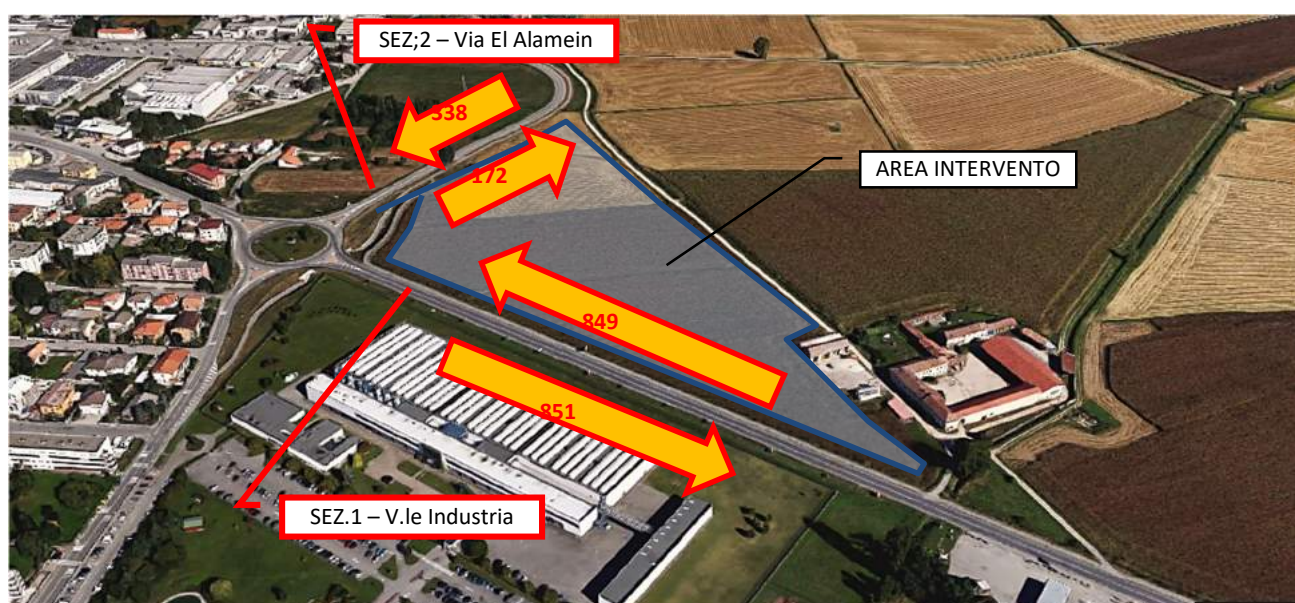 SEZ;2 – Via El Alamein
338
172
AREA INTERVENTO
849
851
SEZ.1 – V.le Industria